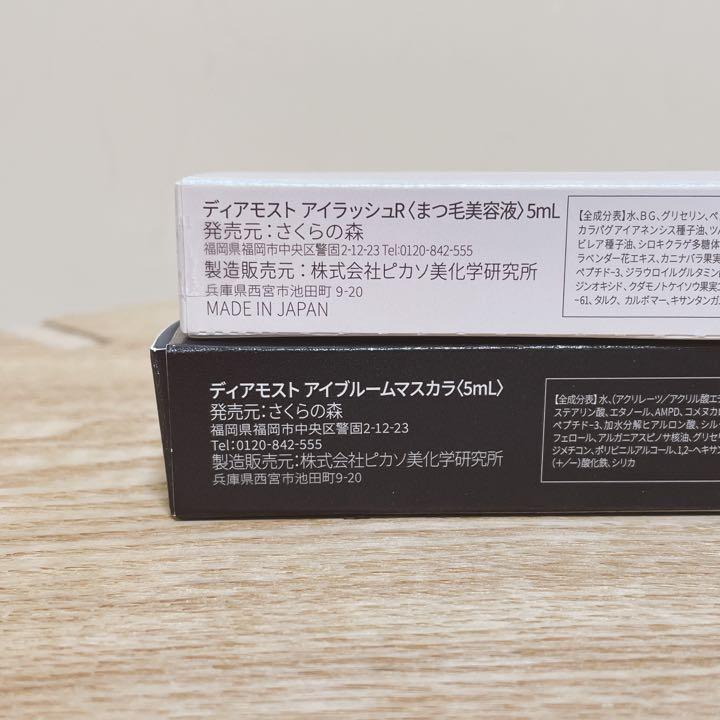 ディアモスト アイラッシュR〈まつ毛美容液〉5mL
発売元：さくらの森
福岡県福岡市中央区警固2-12-23 Tel:0120-842-555
製造販売元：株式会社ピカソ美化学研究所
兵庫県西宮市池田町 9-20
MADE IN JAPAN
【全成分表】水、BG、グリセリン、ペ
カラパグアイアネンシス種子油、ツバ
ピレア種子油、シロキクラゲ多糖体
ラベンダー花エキス、カニナバラ果実
ペプチド-3、ジラウロイルグルタミン
ジンオキシド、クダモノトケイソウ果実エ
-61、タルク、カルボマー、キサンタンガ
ディアモスト アイブルームマスカラ〈5mL〉
発売元：さくらの森
福岡県福岡市中央区警固2-12-23
Tel：0120-842-555
製造販売元：株式会社ピカソ美化学研究所
兵庫県西宮市池田町 9-20
【全成分表】水、(アクリレーツ/アクリル酸エチ
ステアリン酸、エタノール、AMPD、コメヌカロ
ペプチド-3、加水分解ヒアルロン酸、シル
フェロール、アルガニアスピノサ核油、グリセリ
ジメチコン、ポリビニルアルコール、1,2-ヘキサン
(+/-)酸化鉄、シリカ